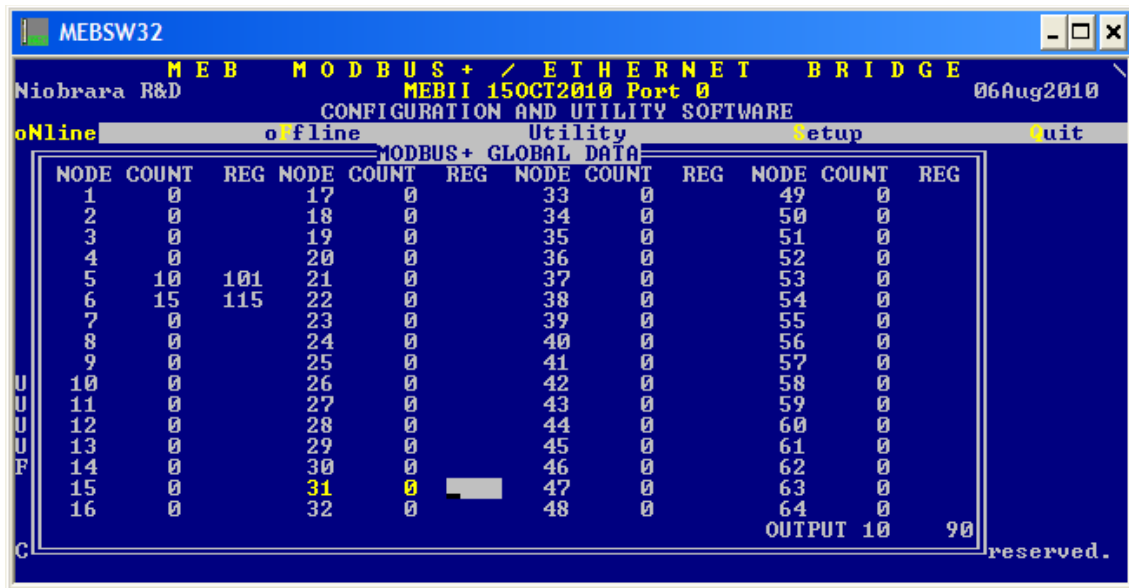 MEBSW32
M E B M O D B U S + / E T H E R N E T B R I D G E \
Niobrara R&D MEBII 15OCT2010 Port 0 06Aug2010
CONFIGURATION AND UTILITY SOFTWARE
oNline oFfline Utility Setup Quit
MODBUS+ GLOBAL DATA
NODE COUNT REG NODE COUNT REG NODE COUNT REG NODE COUNT REG
1 0 17 0 33 0 49 0
2 0 18 0 34 0 50 0
3 0 19 0 35 0 51 0
4 0 20 0 36 0 52 0
5 10 101 21 0 37 0 53 0
6 15 115 22 0 38 0 54 0
7 0 23 0 39 0 55 0
8 0 24 0 40 0 56 0
9 0 25 0 41 0 57 0
U 10 0 26 0 42 0 58 0
U 11 0 27 0 43 0 59 0
U 12 0 28 0 44 0 60 0
U 13 0 29 0 45 0 61 0
F 14 0 30 0 46 0 62 0
15 0 31 0 47 0 63 0
16 0 32 0 48 0 64 0
OUTPUT 10 90
C reserved.